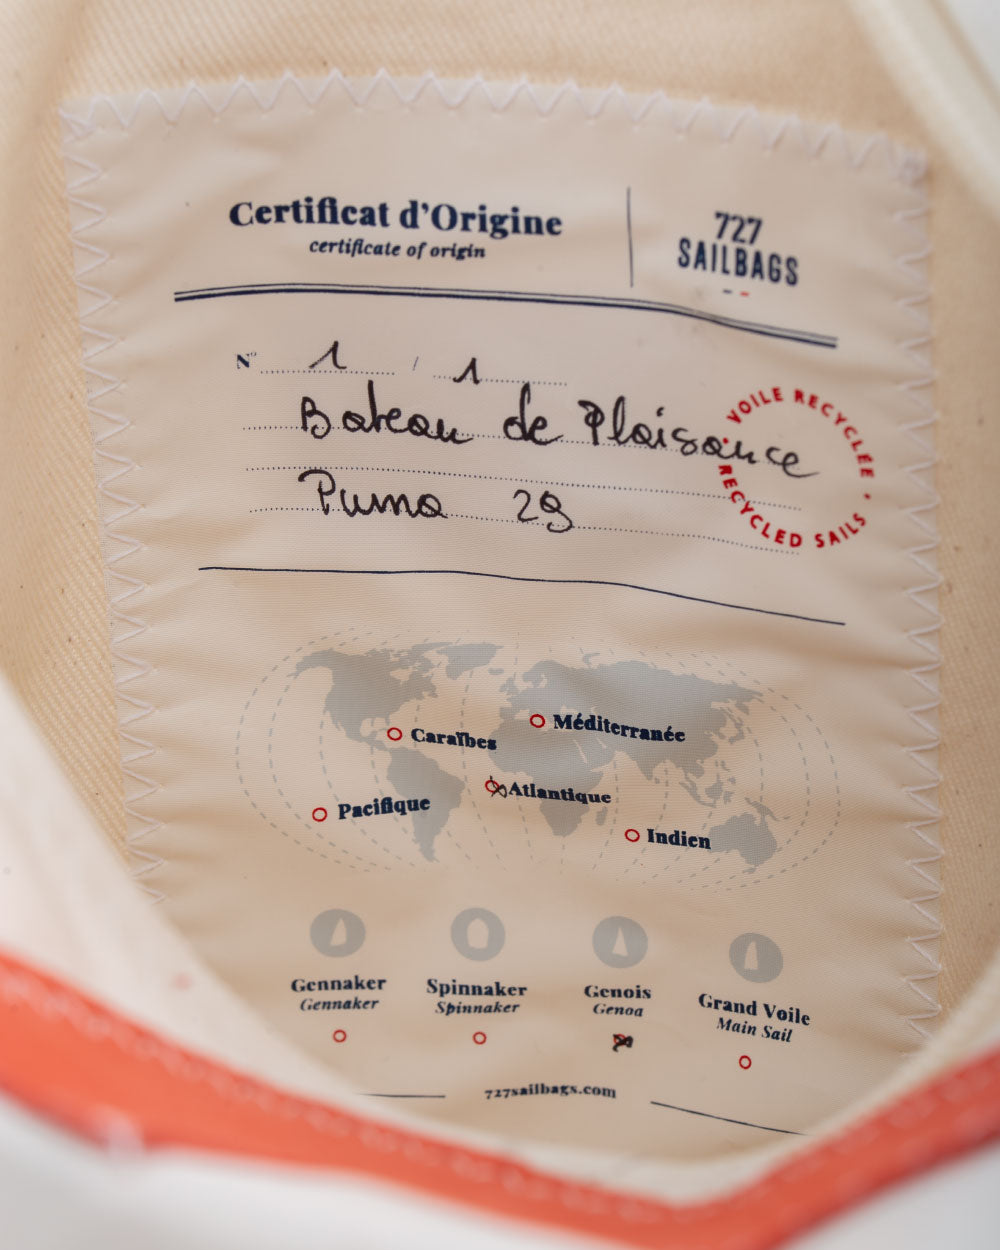 Certificat d'Origine
certificate of origin
727
SAILBAGS
N° 1 / 1
Bateau de Plaisance
Puma 29
VOILE RECYCLÉE • RECYCLED SAILS •
Caraïbes
Méditerranée
Atlantique
Pacifique
Indien
Gennaker
Gennaker
Spinnaker
Spinnaker
Genois
Genoa
Grand Voile
Main Sail
727sailbags.com